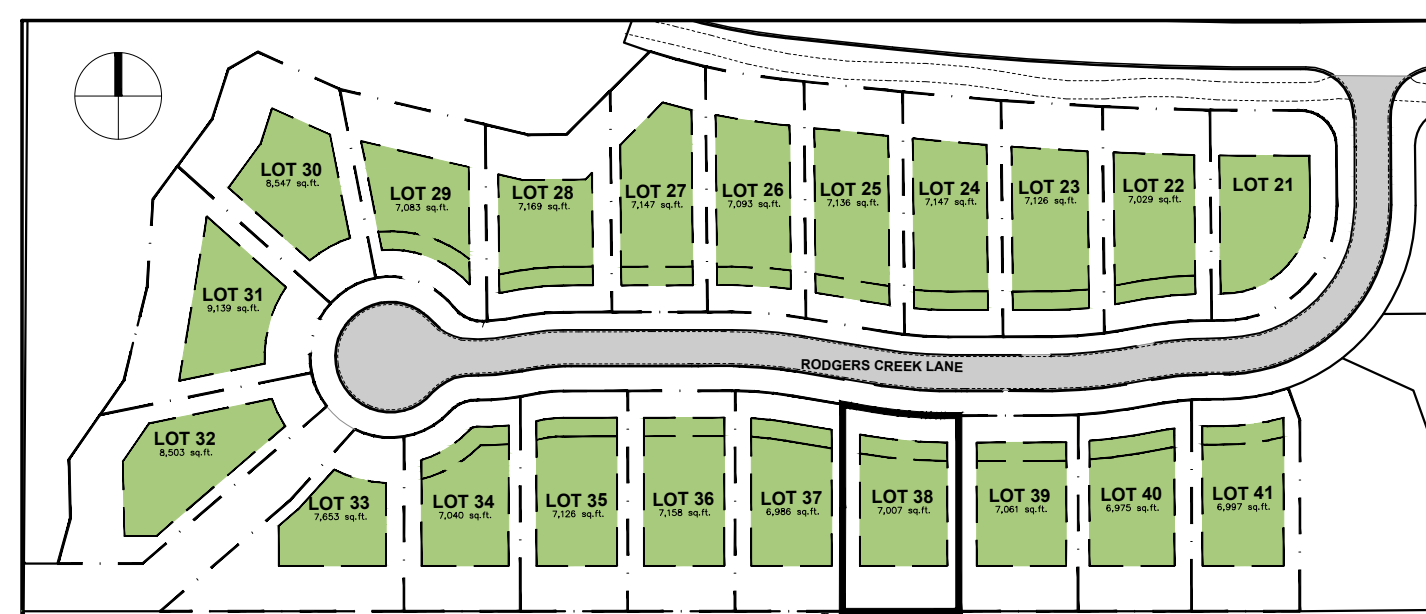 LOT 30
8,547 sq.ft.
LOT 29
7,083 sq.ft.
LOT 28
7,169 sq.ft.
LOT 27
7,147 sq.ft.
LOT 26
7,093 sq.ft.
LOT 25
7,136 sq.ft.
LOT 24
7,147 sq.ft.
LOT 23
7,126 sq.ft.
LOT 22
7,029 sq.ft.
LOT 21
LOT 31
9,139 sq.ft.
RODGERS CREEK LANE
LOT 32
8,503 sq.ft.
LOT 33
7,653 sq.ft.
LOT 34
7,040 sq.ft.
LOT 35
7,126 sq.ft.
LOT 36
7,158 sq.ft.
LOT 37
6,986 sq.ft.
LOT 38
7,007 sq.ft.
LOT 39
7,061 sq.ft.
LOT 40
6,975 sq.ft.
LOT 41
6,997 sq.ft.